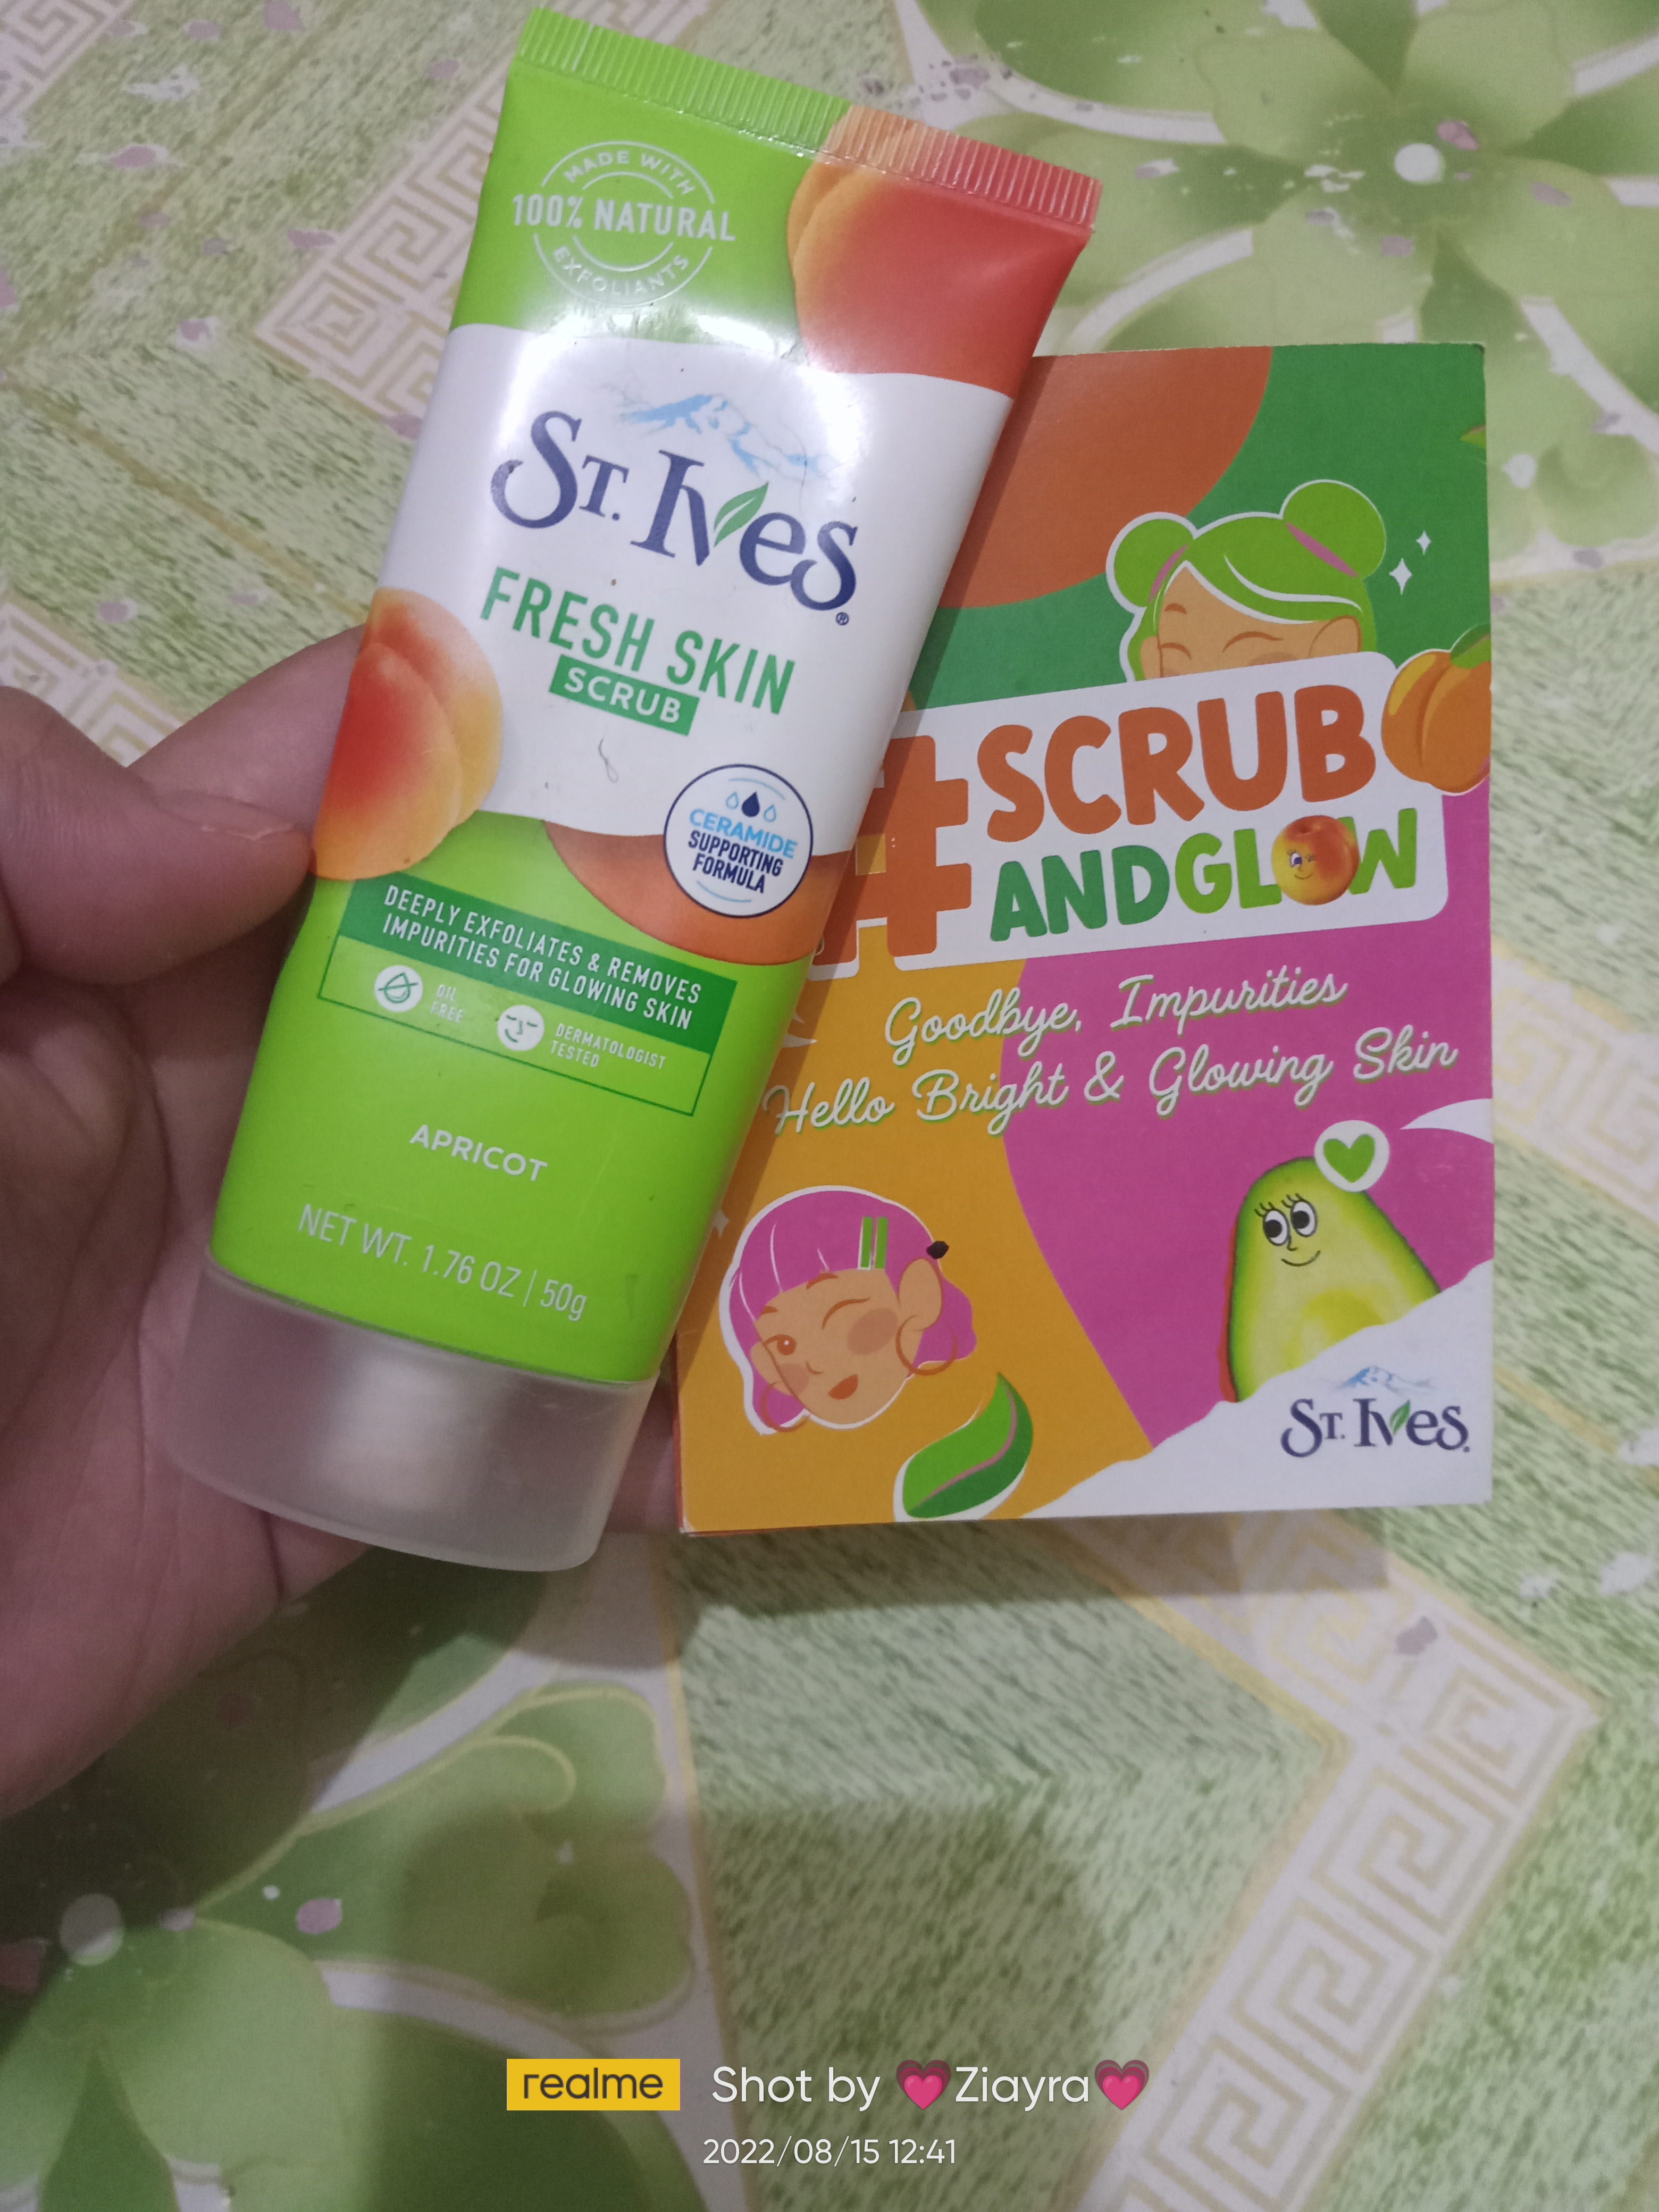 MADE WITH
100% NATURAL
EXFOLIANTS
ST. IVES®
FRESH SKIN
SCRUB
CERAMIDE
SUPPORTING
FORMULA
DEEPLY EXFOLIATES & REMOVES
IMPURITIES FOR GLOWING SKIN
OIL
FREE
DERMATOLOGIST
TESTED
APRICOT
NET WT. 1.76 OZ | 50g
#SCRUB
ANDGLOW
Goodbye, Impurities
Hello Bright & Glowing Skin
ST. IVES
realme Shot by 💗Ziayra💗
2022/08/15 12:41